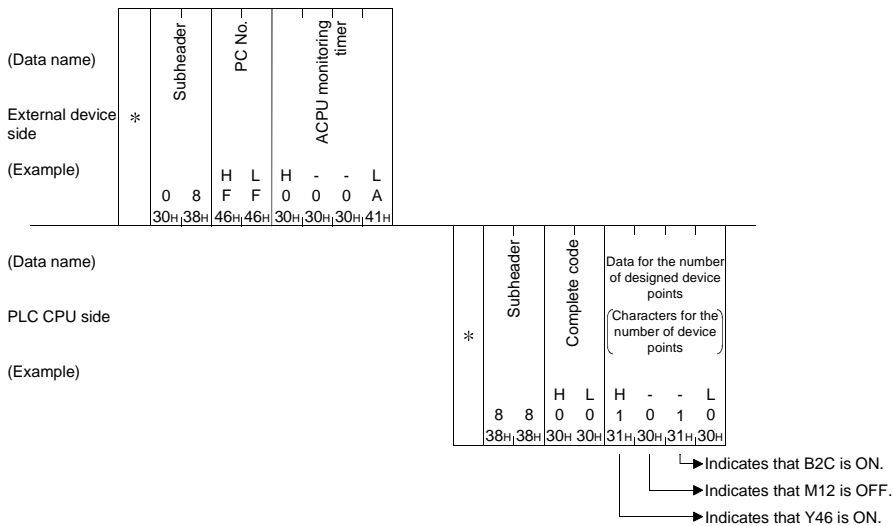 (Data name)
Subheader
PC No.
ACPU monitoring
timer
External device
side
*
(Example)
H L H - - L
0 8 F F 0 0 0 A
30H 38H 46H 46H 30H 30H 30H 41H
(Data name)
Subheader
Complete code
Data for the number
of designed device
points
(Characters for the
number of device
points)
PLC CPU side
*
(Example)
H L H - - L
8 8 0 0 1 0 1 0
38H 38H 30H 30H 31H 30H 31H 30H
Indicates that B2C is ON.
Indicates that M12 is OFF.
Indicates that Y46 is ON.